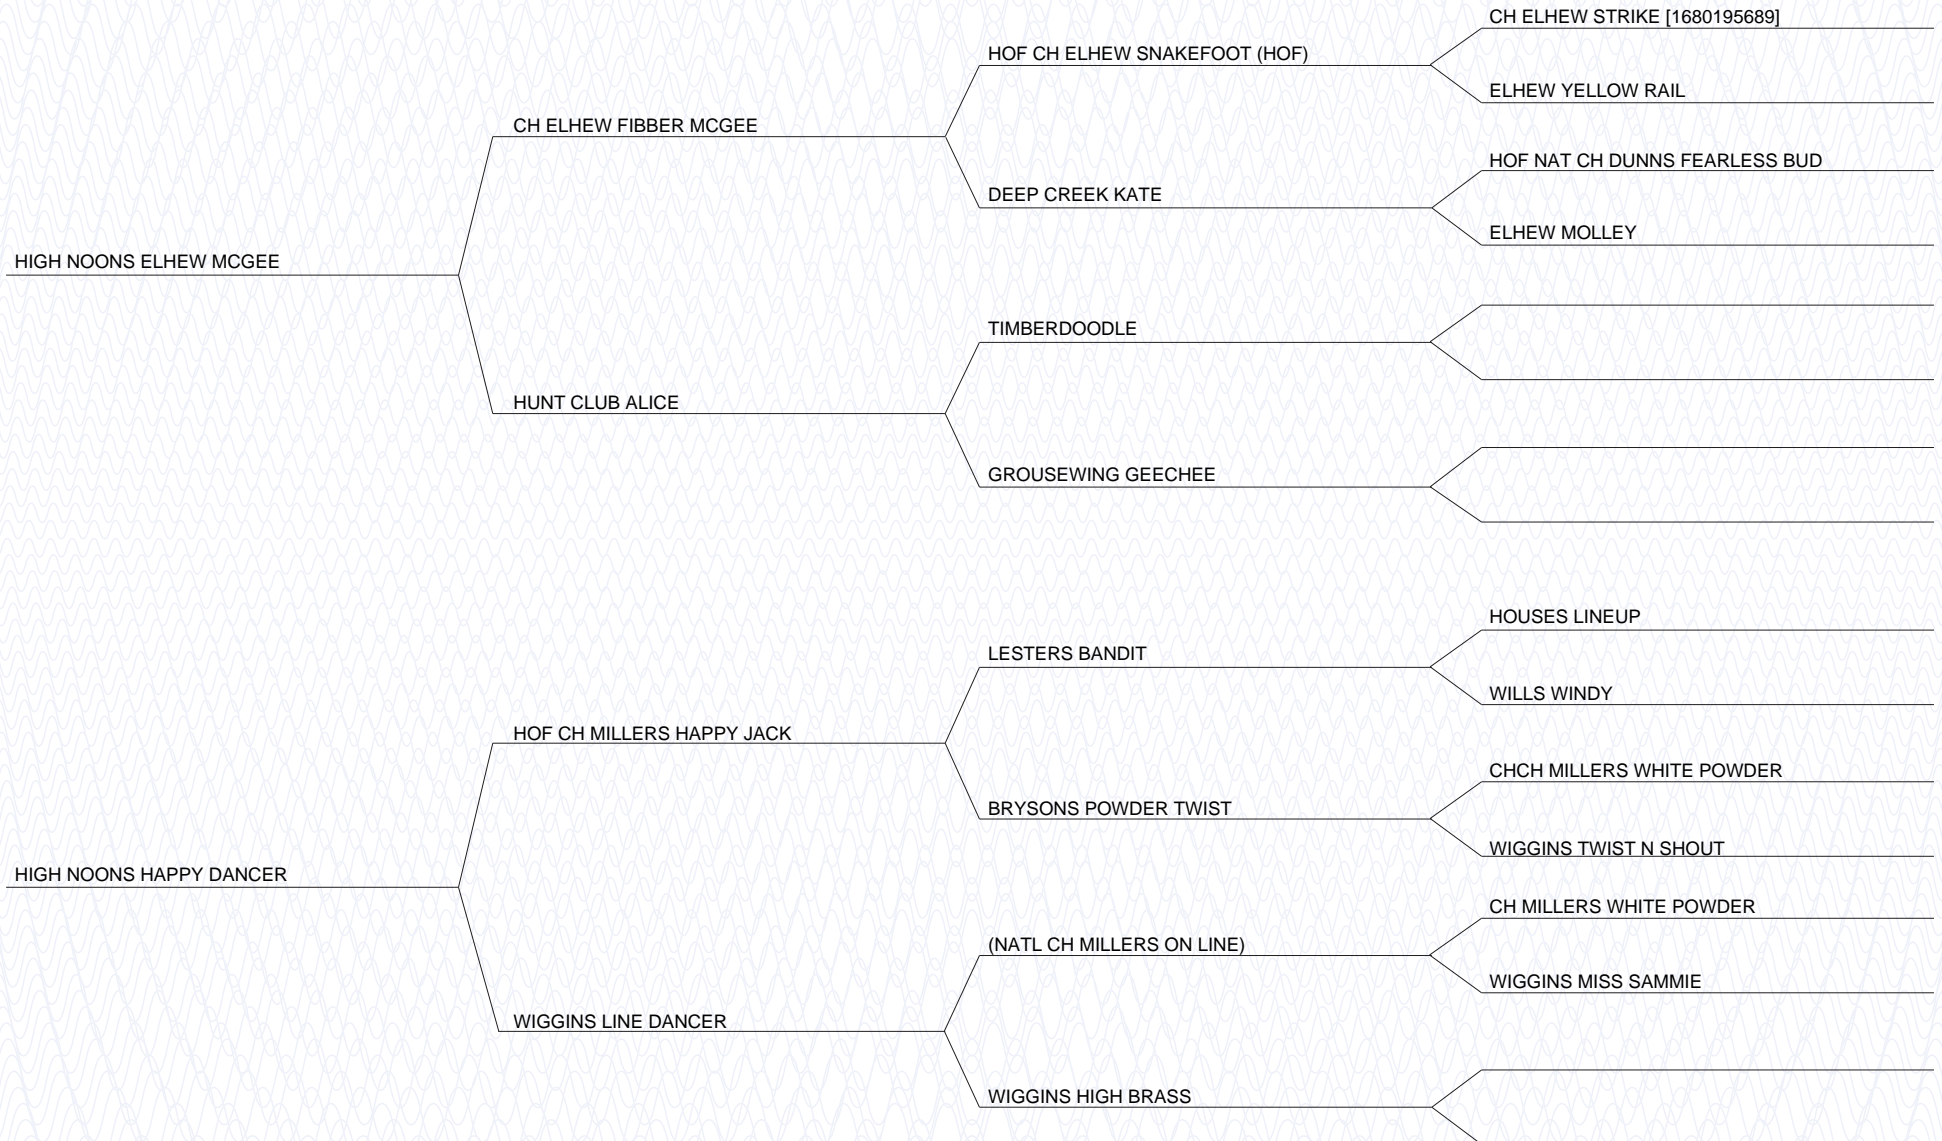 CH ELHEW STRIKE [1680195689]
HOF CH ELHEW SNAKEFOOT (HOF)
ELHEW YELLOW RAIL
CH ELHEW FIBBER MCGEE
HOF NAT CH DUNNS FEARLESS BUD
DEEP CREEK KATE
ELHEW MOLLEY
HIGH NOONS ELHEW MCGEE
TIMBERDOODLE
HUNT CLUB ALICE
GROUSEWING GEECHEE
HOUSES LINEUP
LESTERS BANDIT
WILLS WINDY
HOF CH MILLERS HAPPY JACK
CHCH MILLERS WHITE POWDER
BRYSONS POWDER TWIST
WIGGINS TWIST N SHOUT
HIGH NOONS HAPPY DANCER
CH MILLERS WHITE POWDER
(NATL CH MILLERS ON LINE)
WIGGINS MISS SAMMIE
WIGGINS LINE DANCER
WIGGINS HIGH BRASS